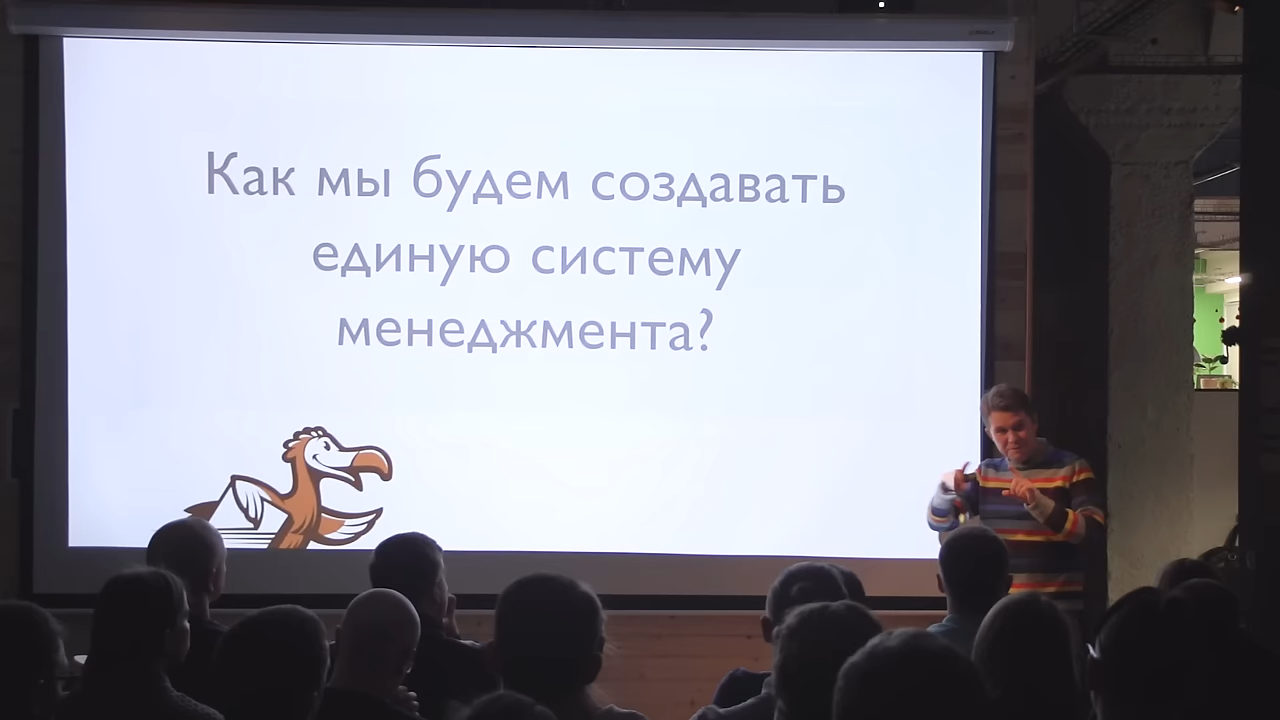 Как мы будем создавать
единую систему
менеджмента?